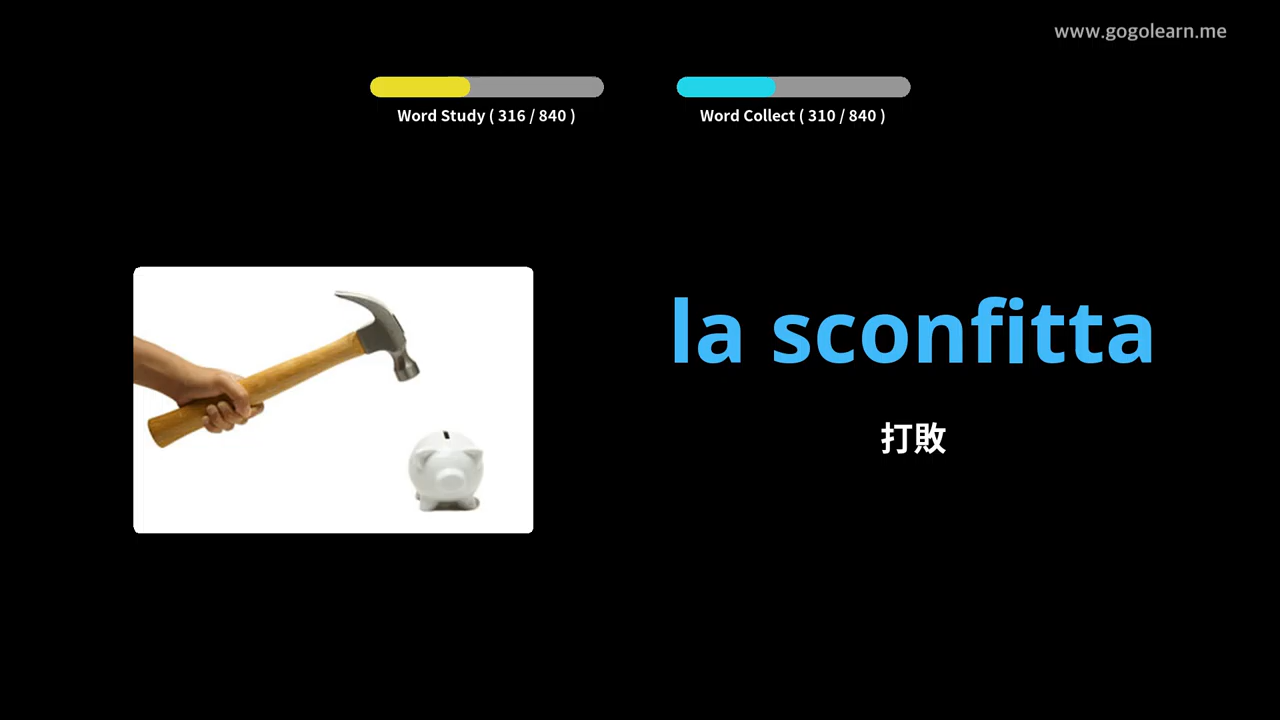 www.gogolearn.me
Word Study ( 316 / 840 )
Word Collect ( 310 / 840 )
la sconfitta
打敗